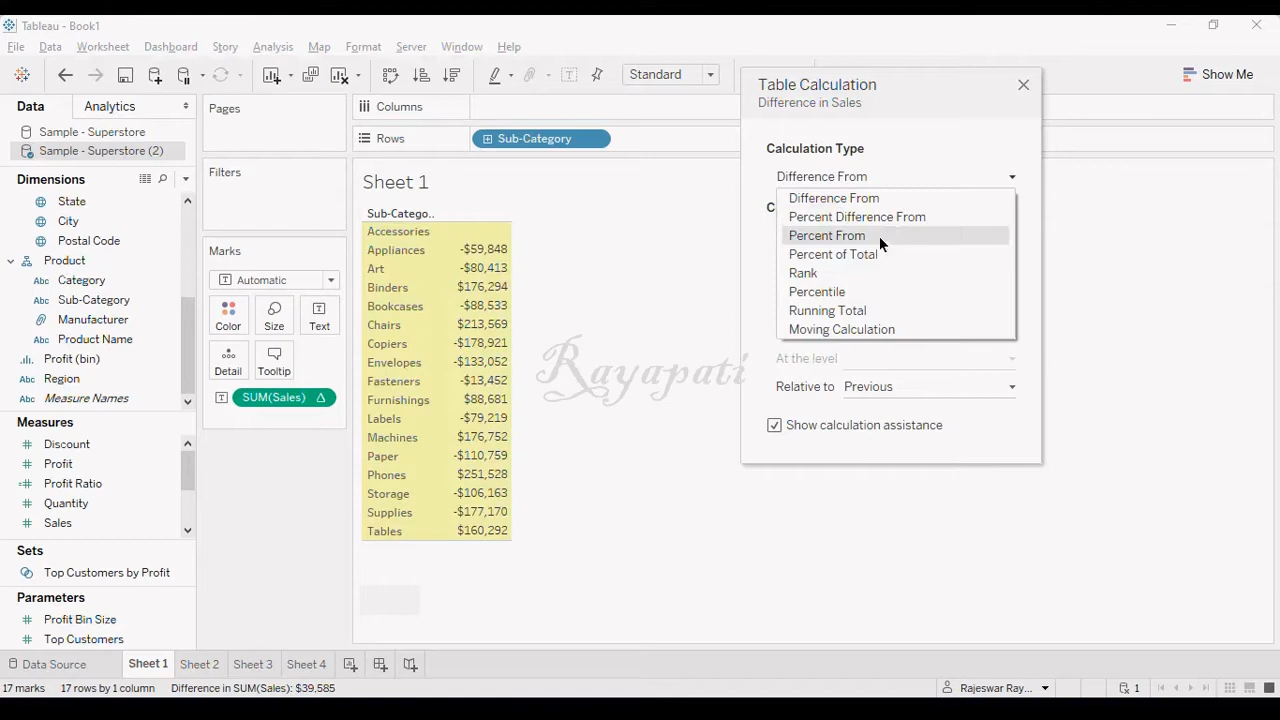 Tableau - Book1
File Data Worksheet Dashboard Story Analysis Map Format Server Window Help
Standard
Show Me
Data Analytics
Sample - Superstore
Sample - Superstore (2)
Dimensions
State
City
Postal Code
Product
Abc Category
Abc Sub-Category
Manufacturer
Abc Product Name
Profit (bin)
Abc Region
Abc Measure Names
Measures
Discount
Profit
Profit Ratio
Quantity
Sales
Sets
Top Customers by Profit
Parameters
Profit Bin Size
Top Customers
Pages
Filters
Marks
Automatic
Color Size Text
Detail Tooltip
SUM(Sales) Δ
Columns
Rows Sub-Category
Sheet 1
Sub-Catego..
Accessories
Appliances -$59,848
Art -$80,413
Binders $176,294
Bookcases -$88,533
Chairs $213,569
Copiers -$178,921
Envelopes -$133,052
Fasteners -$13,452
Furnishings $88,681
Labels -$79,219
Machines $176,752
Paper -$110,759
Phones $251,528
Storage -$106,163
Supplies -$177,170
Tables $160,292
Rayapati
Table Calculation
Difference in Sales
Calculation Type
Difference From
C
Difference From
Percent Difference From
Percent From
Percent of Total
Rank
Percentile
Running Total
Moving Calculation
At the level
Relative to Previous
Show calculation assistance
Data Source Sheet 1 Sheet 2 Sheet 3 Sheet 4
17 marks 17 rows by 1 column Difference in SUM(Sales): $39,585
Rajeswar Ray...
1